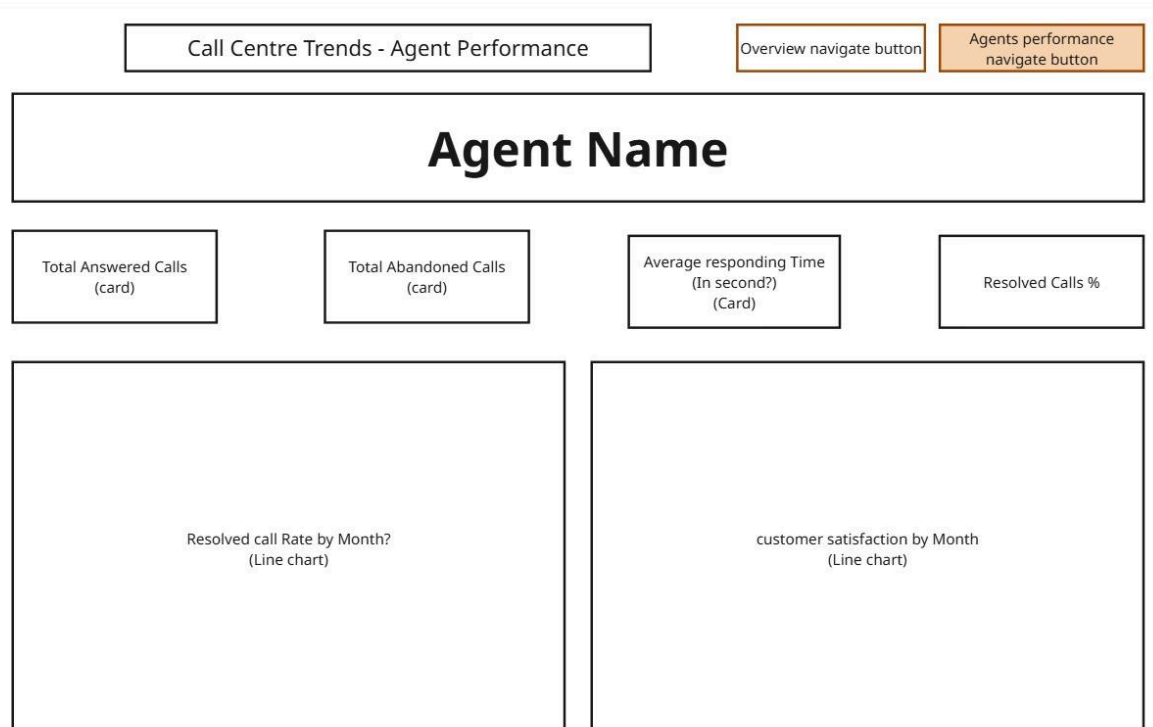 Call Centre Trends - Agent Performance
Overview navigate button
Agents performance
navigate button
Agent Name
Total Answered Calls
(card)
Total Abandoned Calls
(card)
Average responding Time
(In second?)
(Card)
Resolved Calls %
Resolved call Rate by Month?
(Line chart)
customer satisfaction by Month
(Line chart)